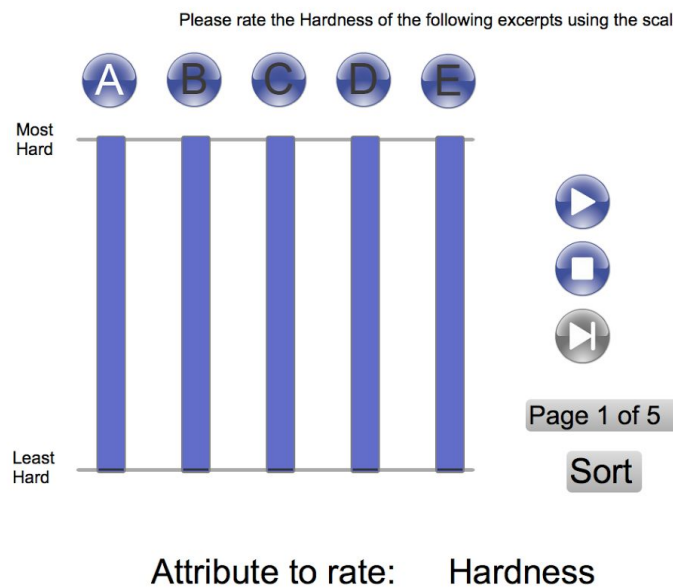 Please rate the Hardness of the following excerpts using the scal
A B C D E
Most
Hard
Least
Hard
Page 1 of 5
Sort
Attribute to rate: Hardness